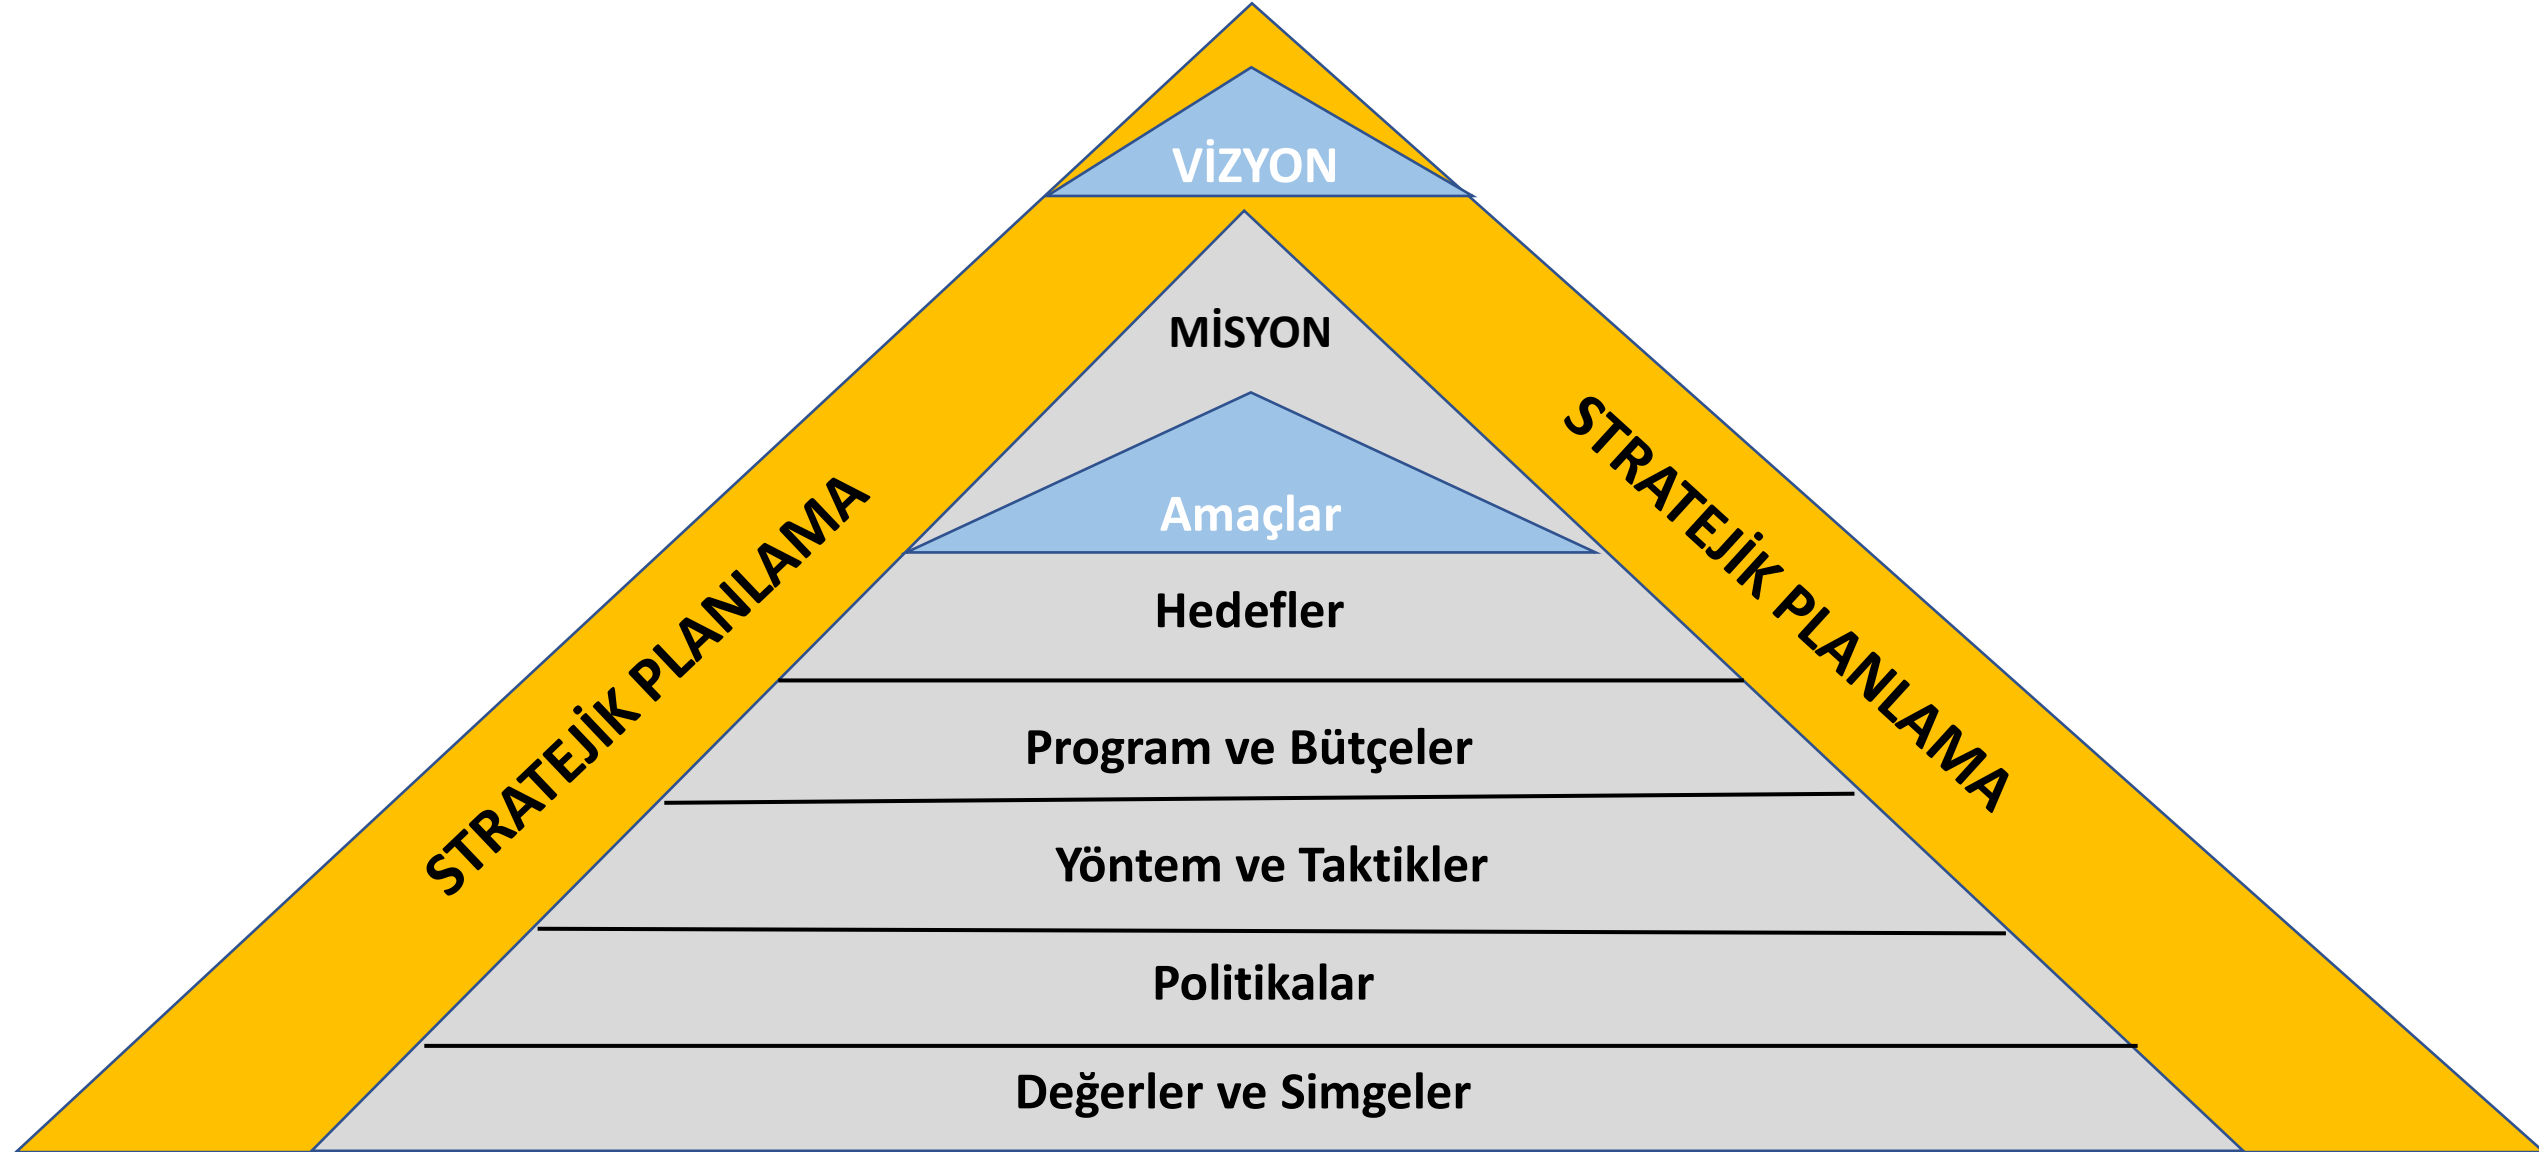 VİZYON
MİSYON
STRATEJİK PLANLAMA
STRATEJİK PLANLAMA
Amaçlar
Hedefler
Program ve Bütçeler
Yöntem ve Taktikler
Politikalar
Değerler ve Simgeler